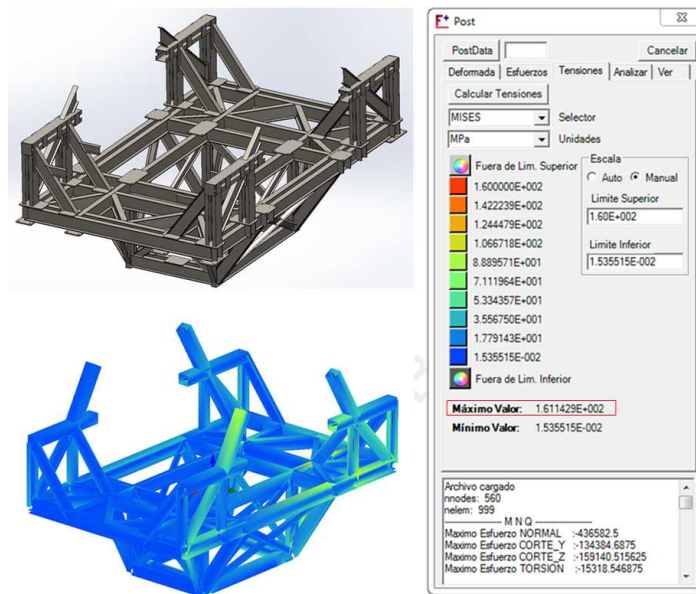 Post
PostData
Cancelar
Deformada
Esfuerzos
Tensiones
Analizar
Ver
Calcular Tensiones
MISES
Selector
MPa
Unidades
Fuera de Lim. Superior
Escala
Auto
Manual
1.600000E+002
1.422239E+002
Limite Superior
1.244479E+002
1.60E+002
1.066718E+002
Limite Inferior
8.889571E+001
1.535515E-002
7.111964E+001
5.334357E+001
3.556750E+001
1.779143E+001
1.535515E-002
Fuera de Lim. Inferior
Máximo Valor: 1.611429E+002
Mínimo Valor: 1.535515E-002
Archivo cargado
nnodes: 560
nelem: 999
-------------------- M N Q --------------------
Maximo Esfuerzo NORMAL :-436582.5
Maximo Esfuerzo CORTE_Y :-134384.6875
Maximo Esfuerzo CORTE_Z :-159140.515625
Maximo Esfuerzo TORSION :-15318.546875